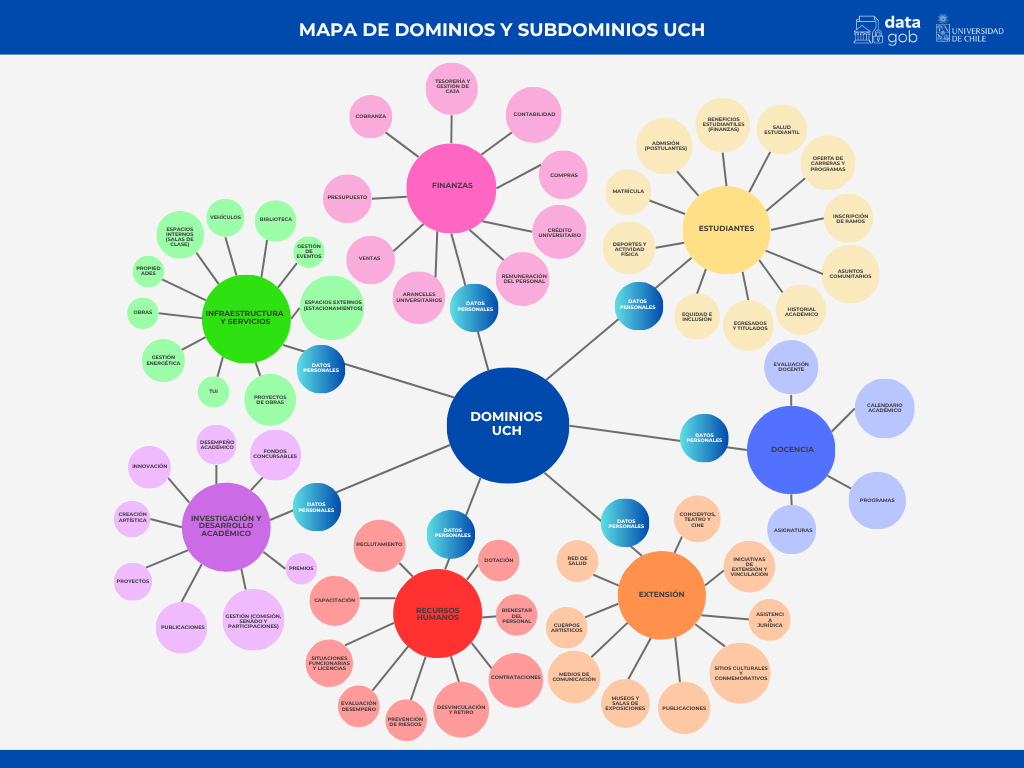 MAPA DE DOMINIOS Y SUBDOMINIOS UCH
data
gob
UNIVERSIDAD
DE CHILE
TESORERÍA Y
GESTIÓN DE
CAJA
COBRANZA
CONTABILIDAD
FINANZAS
COMPRAS
PRESUPUESTO
CRÉDITO
UNIVERSITARIO
VENTAS
REMUNERACIÓN
DEL PERSONAL
ARANCELES
UNIVERSITARIOS
DATOS
PERSONALES
BENEFICIOS
ESTUDIANTILES
(FINANZAS)
SALUD
ESTUDIANTIL
ADMISIÓN
(POSTULANTES)
OFERTA DE
CARRERAS Y
PROGRAMAS
MATRÍCULA
ESTUDIANTES
INSCRIPCIÓN
DE RAMOS
DEPORTES Y
ACTIVIDAD
FÍSICA
ASUNTOS
COMUNITARIOS
DATOS
PERSONALES
EQUIDAD E
INCLUSIÓN
EGRESADOS
Y TITULADOS
HISTORIAL
ACADÉMICO
VEHÍCULOS
BIBLIOTECA
ESPACIOS
INTERNOS
(SALAS DE
CLASE)
GESTIÓN
DE
EVENTOS
PROPIED
ADES
ESPACIOS EXTERNOS
(ESTACIONAMIENTOS)
OBRAS
INFRAESTRUCTURA
Y SERVICIOS
GESTIÓN
ENERGÉTICA
DATOS
PERSONALES
TUI
PROYECTOS
DE OBRAS
DOMINIOS
UCH
EVALUACIÓN
DOCENTE
CALENDARIO
ACADÉMICO
DATOS
PERSONALES
DOCENCIA
PROGRAMAS
ASIGNATURAS
DESEMPEÑO
ACADÉMICO
FONDOS
CONCURSABLES
INNOVACIÓN
CREACIÓN
ARTÍSTICA
INVESTIGACIÓN Y
DESARROLLO
ACADÉMICO
DATOS
PERSONALES
PREMIOS
PROYECTOS
PUBLICACIONES
GESTIÓN (COMISIÓN,
SENADO Y
PARTICIPACIONES)
DATOS
PERSONALES
RECLUTAMIENTO
DOTACIÓN
CAPACITACIÓN
RECURSOS
HUMANOS
BIENESTAR
DEL
PERSONAL
SITUACIONES
FUNCIONARIAS
Y LICENCIAS
CONTRATACIONES
EVALUACIÓN
DESEMPEÑO
PREVENCIÓN
DE RIESGOS
DESVINCULACIÓN
Y RETIRO
DATOS
PERSONALES
CONCIERTOS,
TEATRO Y
CINE
RED DE
SALUD
INICIATIVAS
DE
EXTENSIÓN Y
VINCULACIÓN
EXTENSIÓN
CUERPOS
ARTÍSTICOS
ASISTENCI
A
JURÍDICA
MEDIOS DE
COMUNICACIÓN
SITIOS CULTURALES
Y
CONMEMORATIVOS
MUSEOS Y
SALAS DE
EXPOSICIONES
PUBLICACIONES